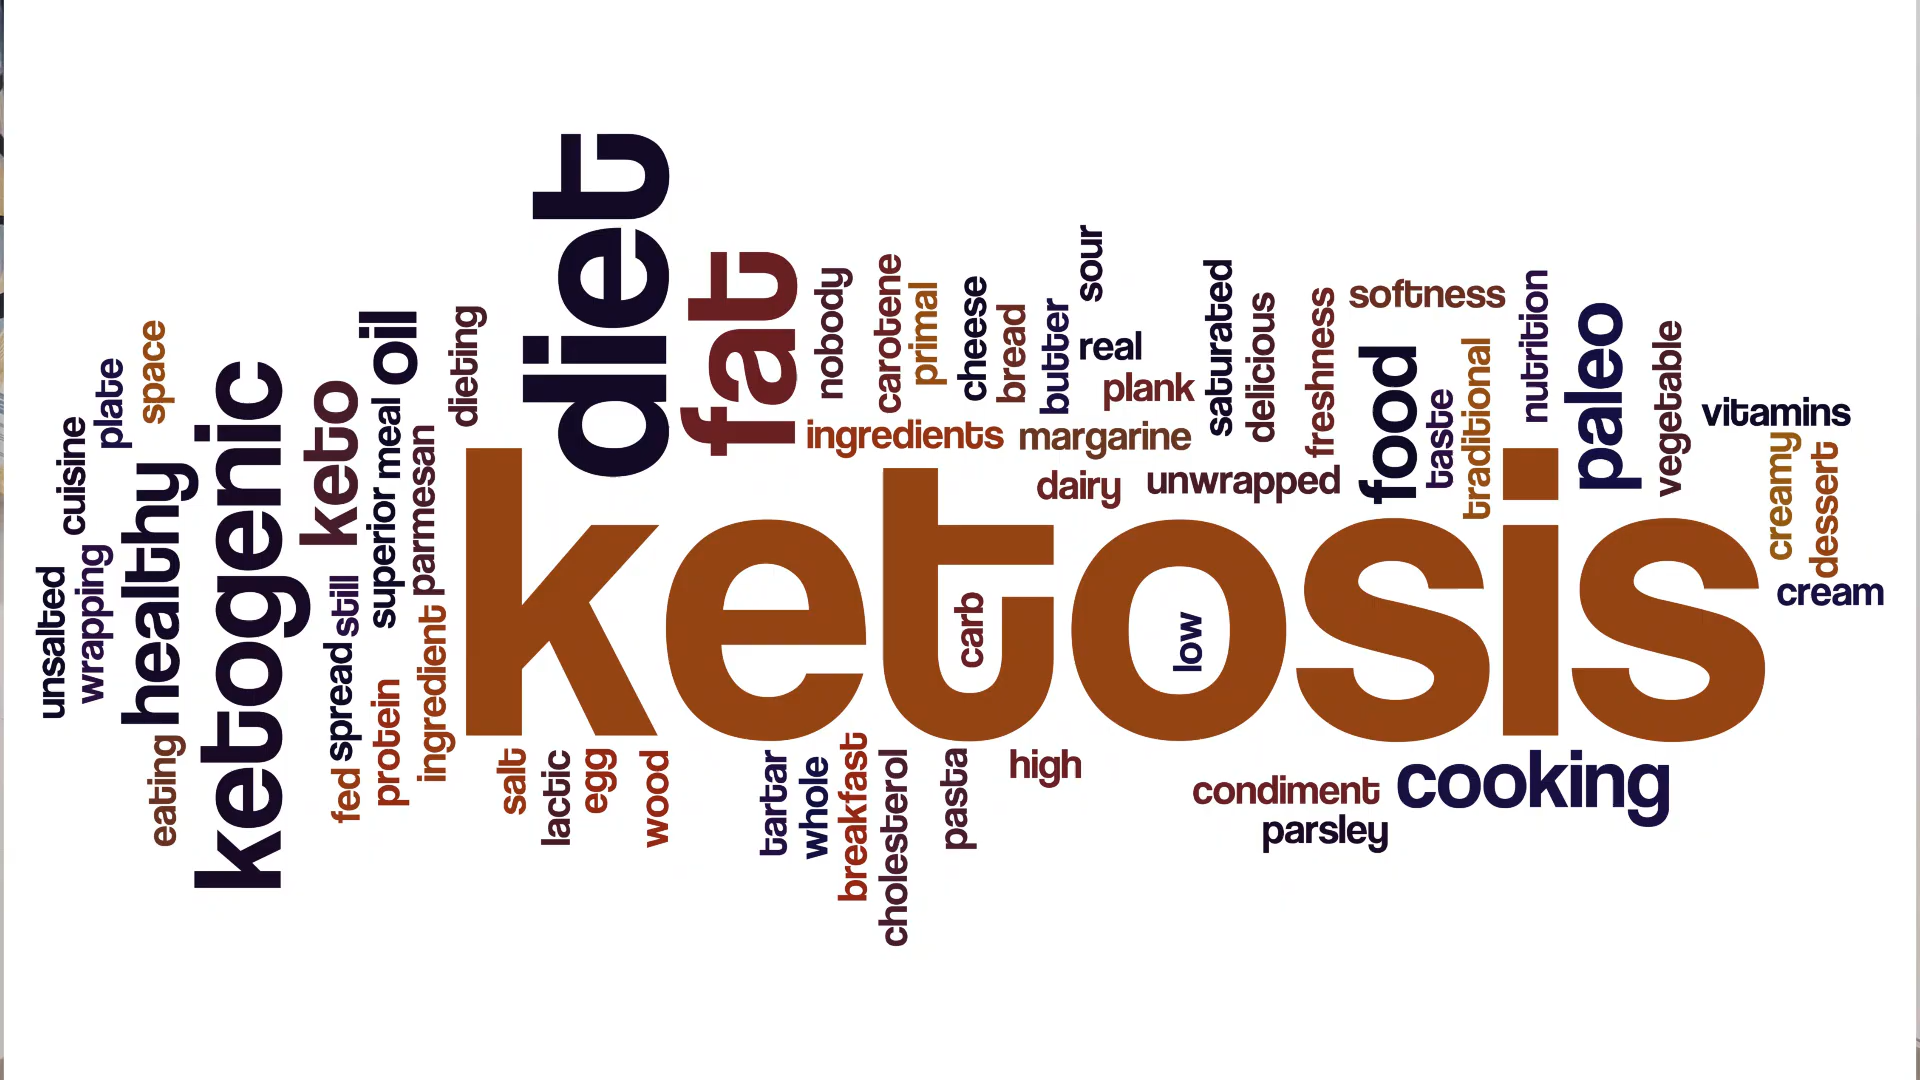 unsalted
wrapping
cuisine
plate
space
healthy
eating
ketogenic
keto
still
spread
fed
oil
meal
superior
protein
parmesan
ingredient
dieting
diet
fat
nobody
carotene
primal
cheese
bread
butter
sour
real
plank
ingredients
margarine
dairy
unwrapped
saturated
delicious
freshness
softness
food
taste
traditional
nutrition
paleo
vegetable
vitamins
creamy
dessert
cream
ketosis
carb
low
salt
lactic
egg
wood
tartar
whole
breakfast
cholesterol
pasta
high
condiment
cooking
parsley